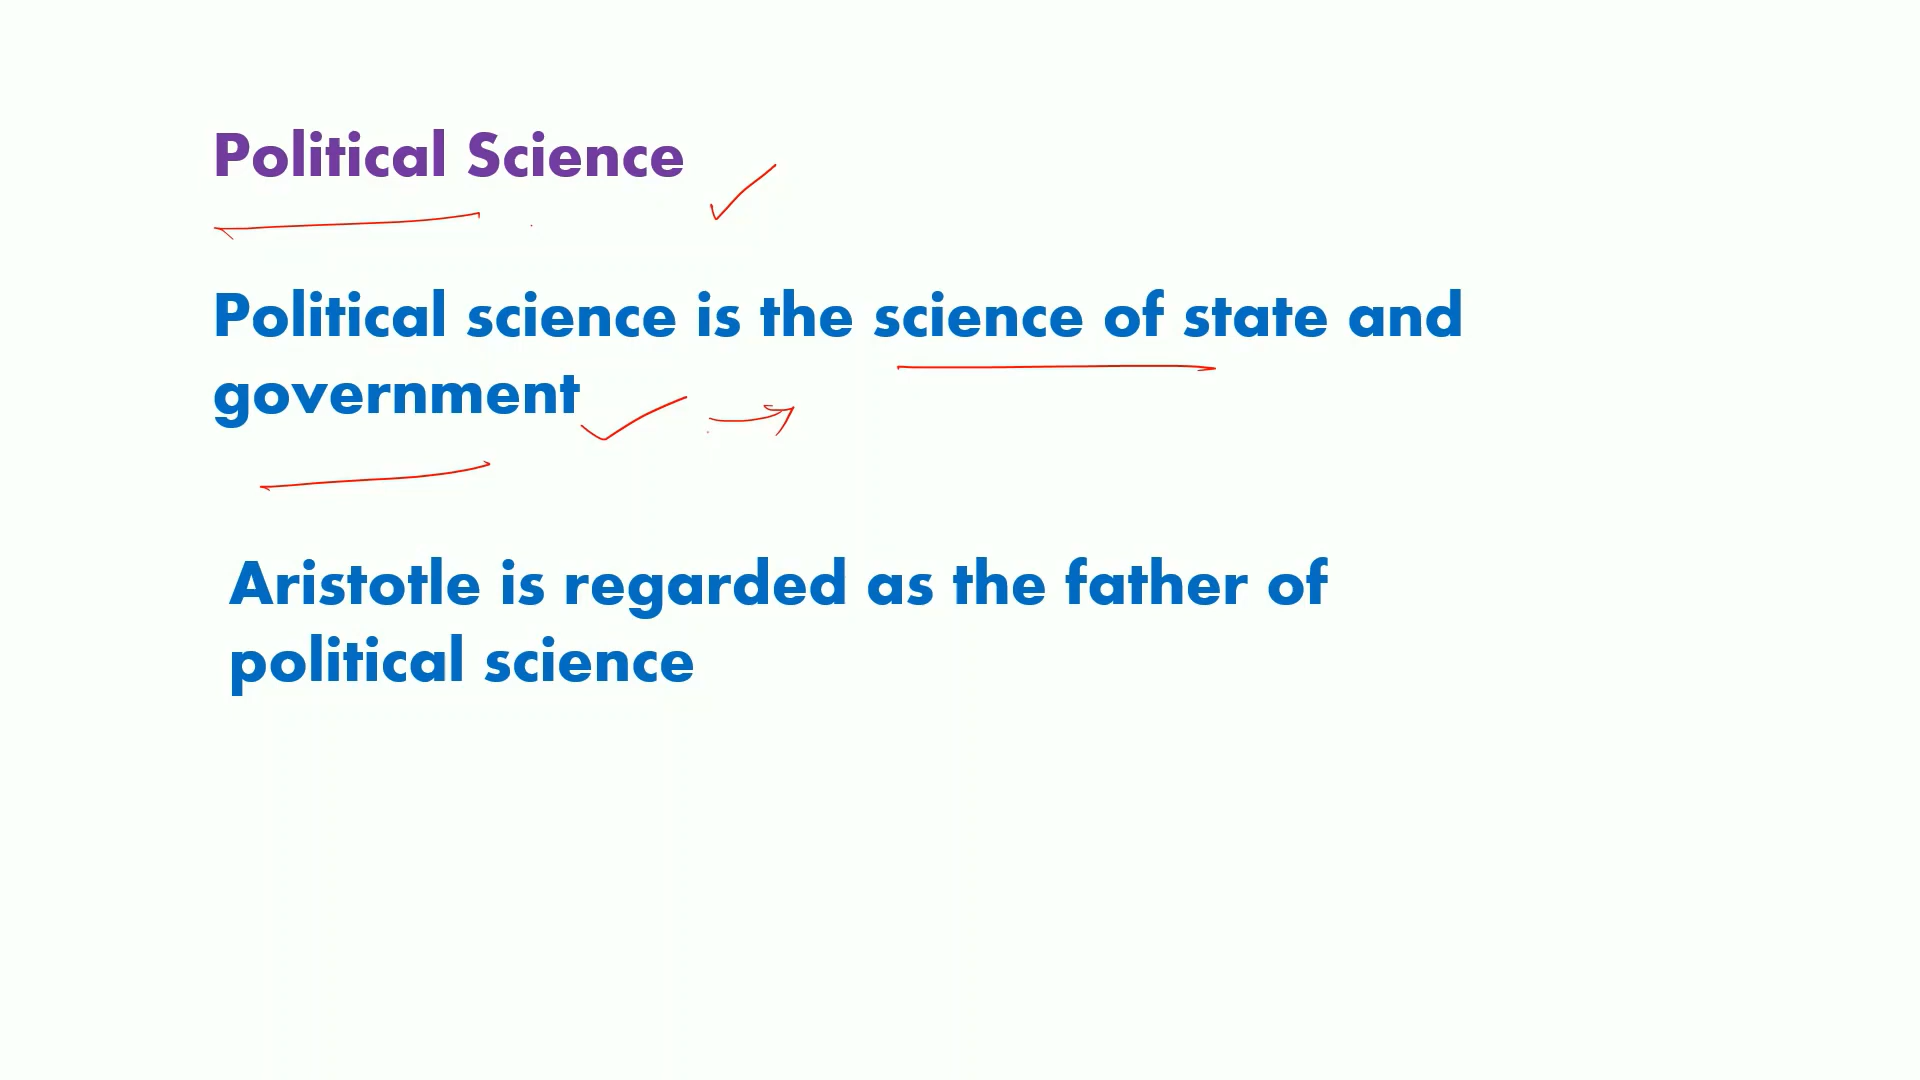 Political Science
Political science is the science of state and
government
Aristotle is regarded as the father of
political science